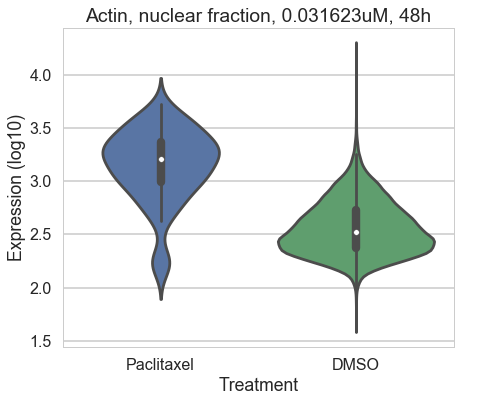 Actin, nuclear fraction, 0.031623uM, 48h
Expression (log10)
4.0
3.5
3.0
2.5
2.0
1.5
Paclitaxel DMSO
Treatment